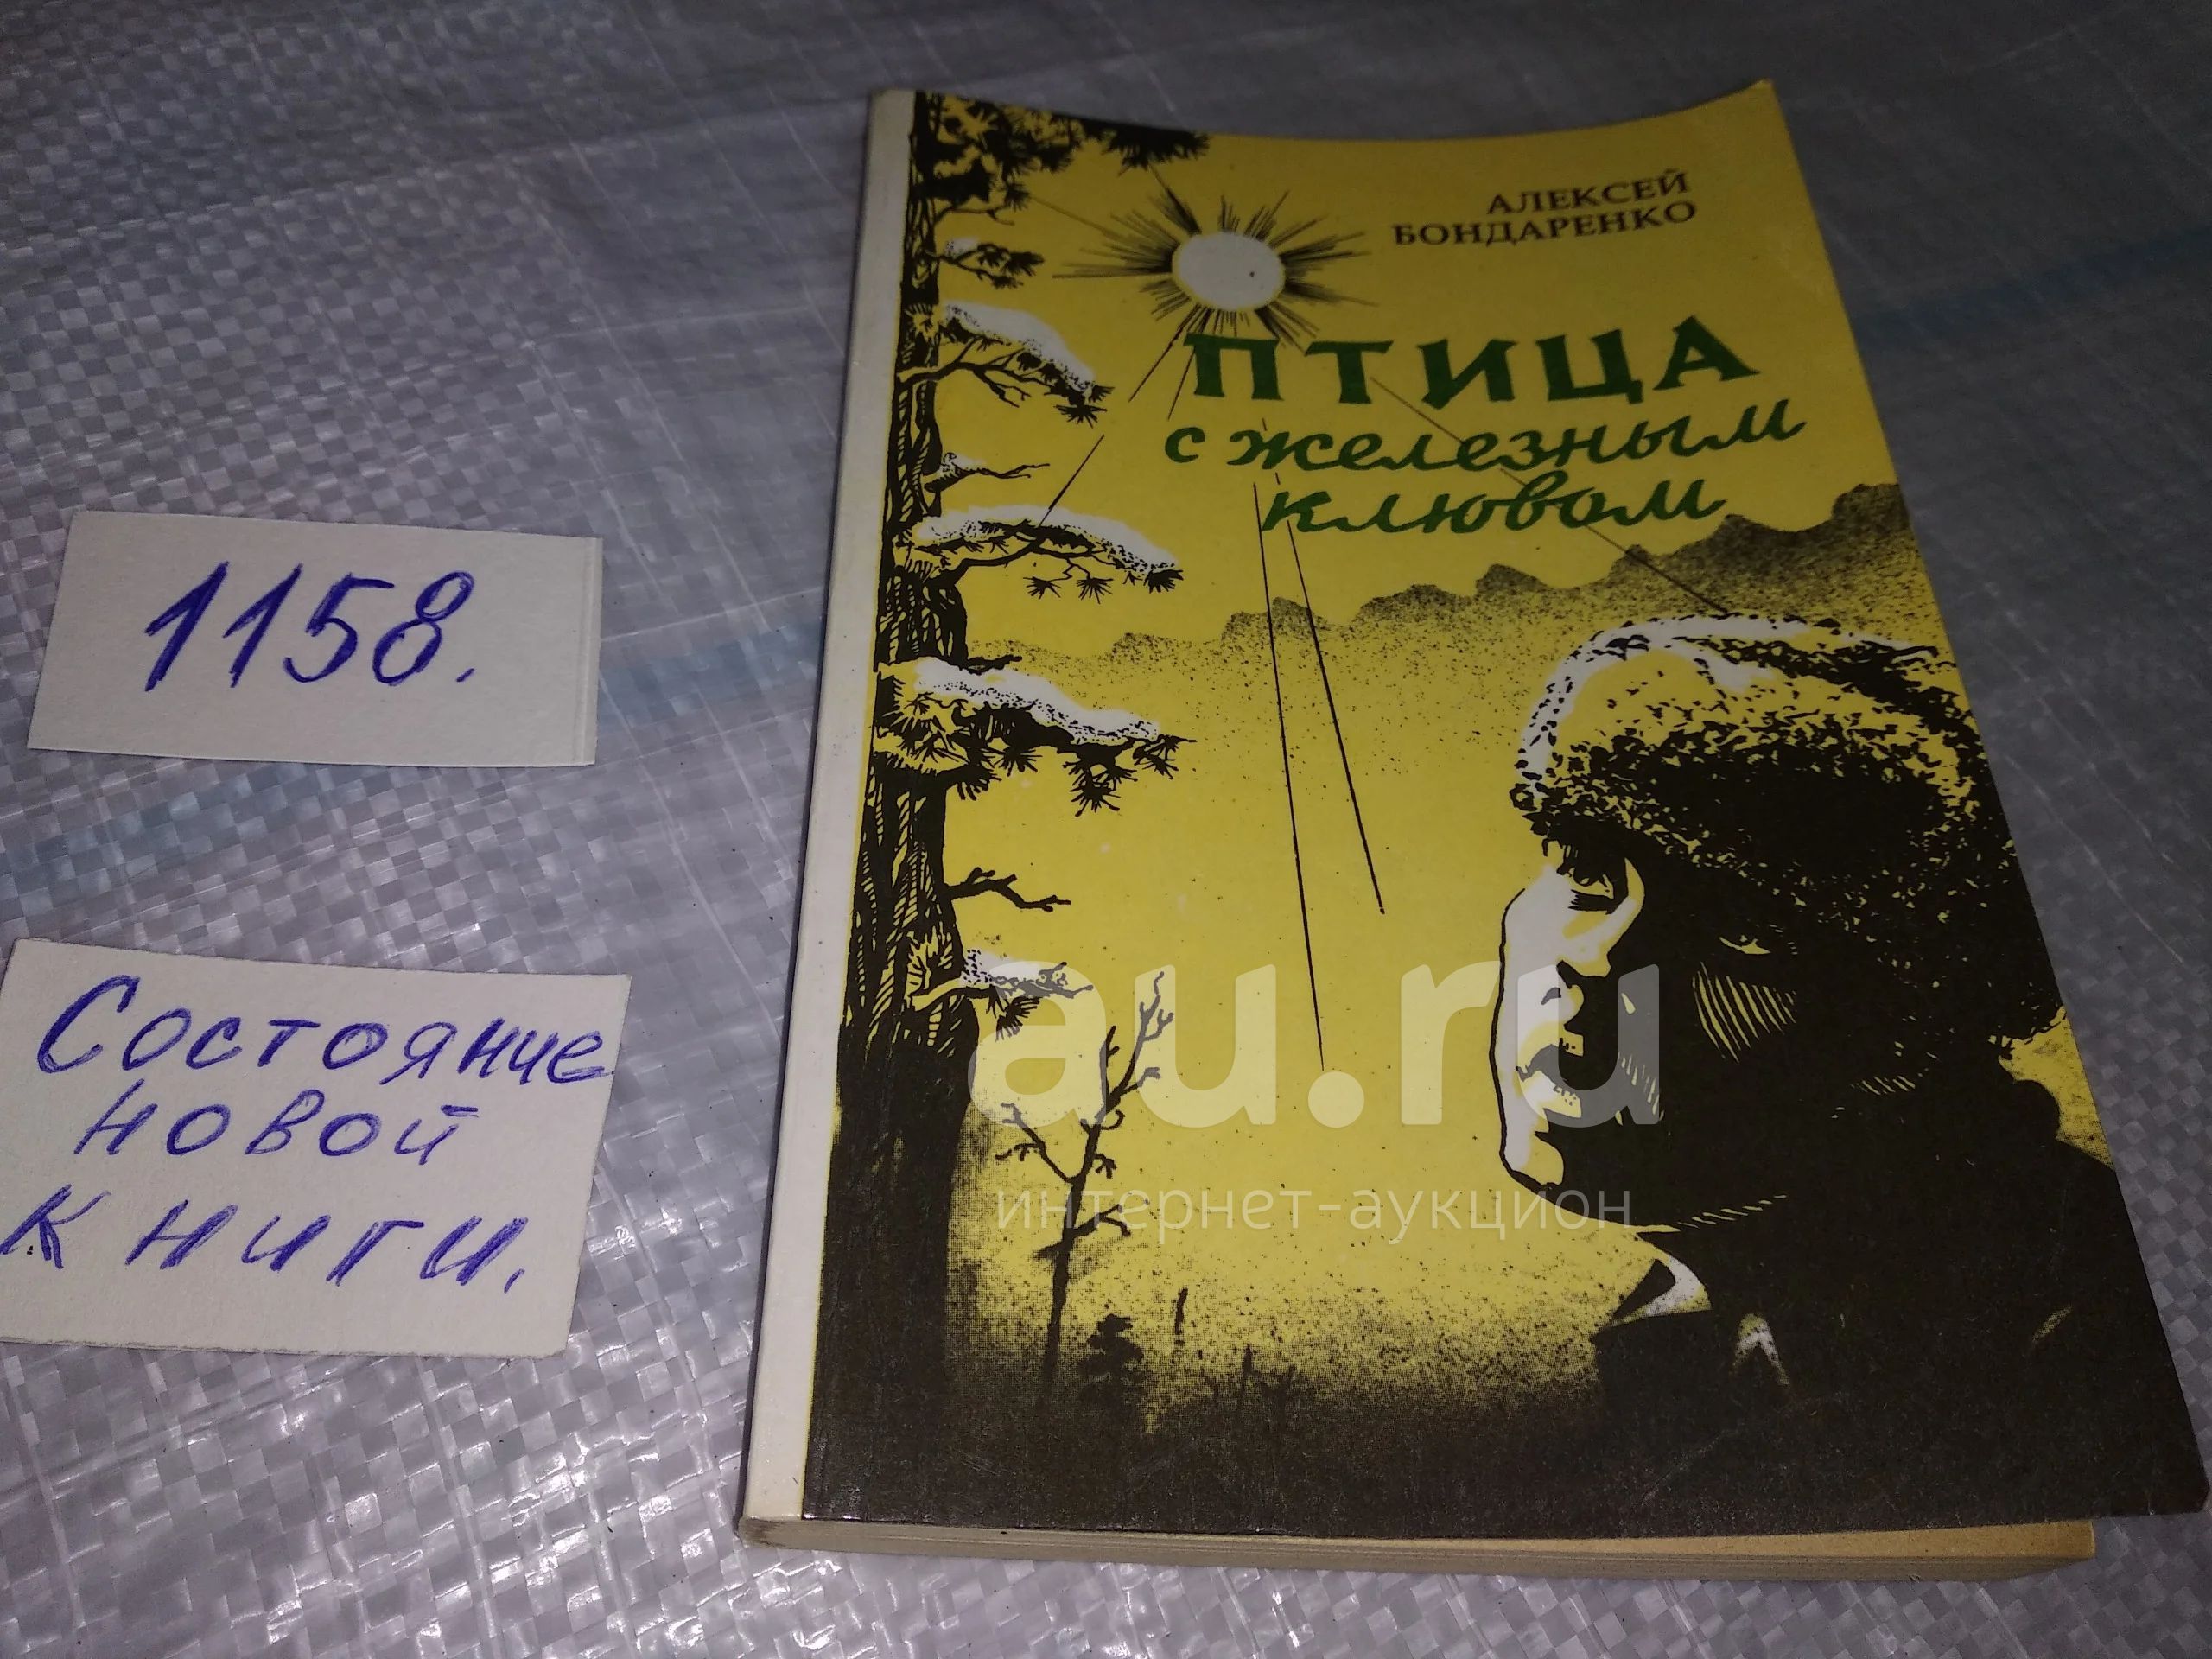 АЛЕКСЕЙ
БОНДАРЕНКО
ПТИЦА
с железным
клювом
1158.
Состояние
новой
книги.
au.ru
интернет-аукцион